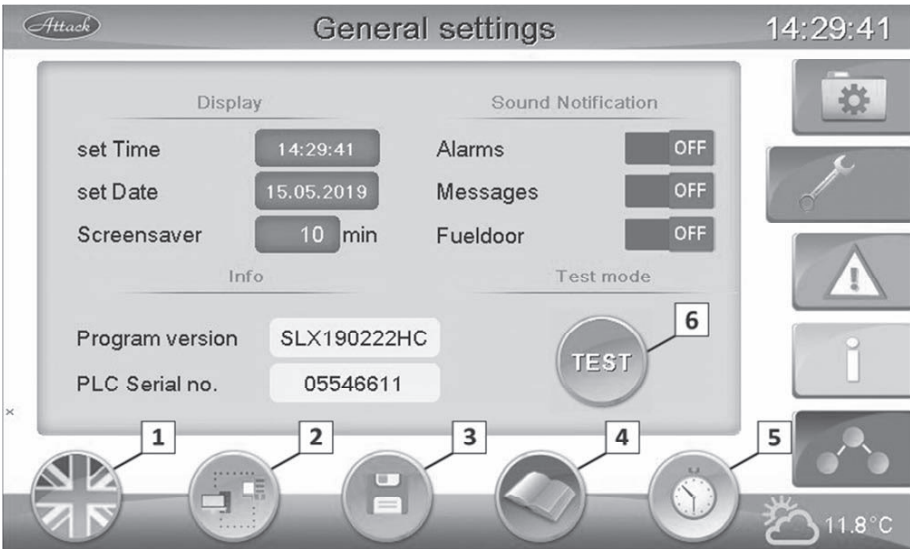 Attack
General settings
14:29:41
Display
Sound Notification
set Time
14:29:41
Alarms
OFF
set Date
15.05.2019
Messages
OFF
Screensaver
10 min
Fueldoor
OFF
Info
Test mode
Program version
SLX190222HC
TEST
6
PLC Serial no.
05546611
x
1
2
3
4
5
11.8°C